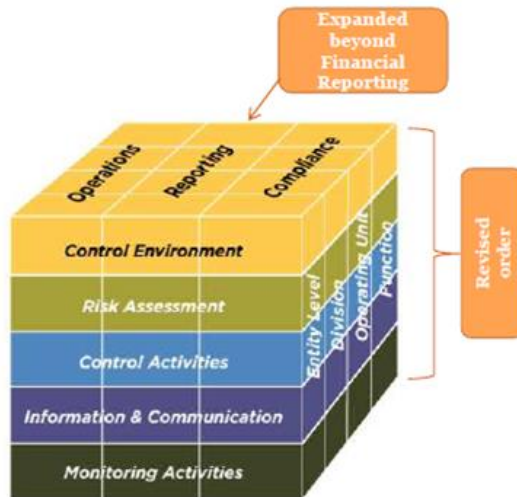 Expanded
beyond
Financial
Reporting
Operations
Reporting
Compliance
Control Environment
Risk Assessment
Control Activities
Information & Communication
Monitoring Activities
Entity Level
Division
Operating Unit
Function
Revised
order